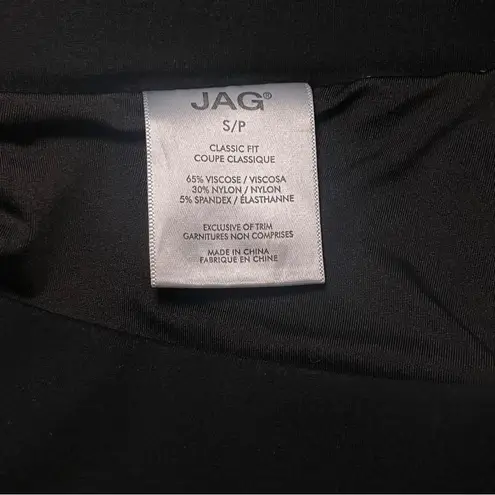 JAG®
S/P
CLASSIC FIT
COUPE CLASSIQUE
65% VISCOSE / VISCOSA
30% NYLON / NYLON
5% SPANDEX / ÉLASTHANNE
EXCLUSIVE OF TRIM
GARNITURES NON COMPRISES
MADE IN CHINA
FABRIQUE EN CHINE